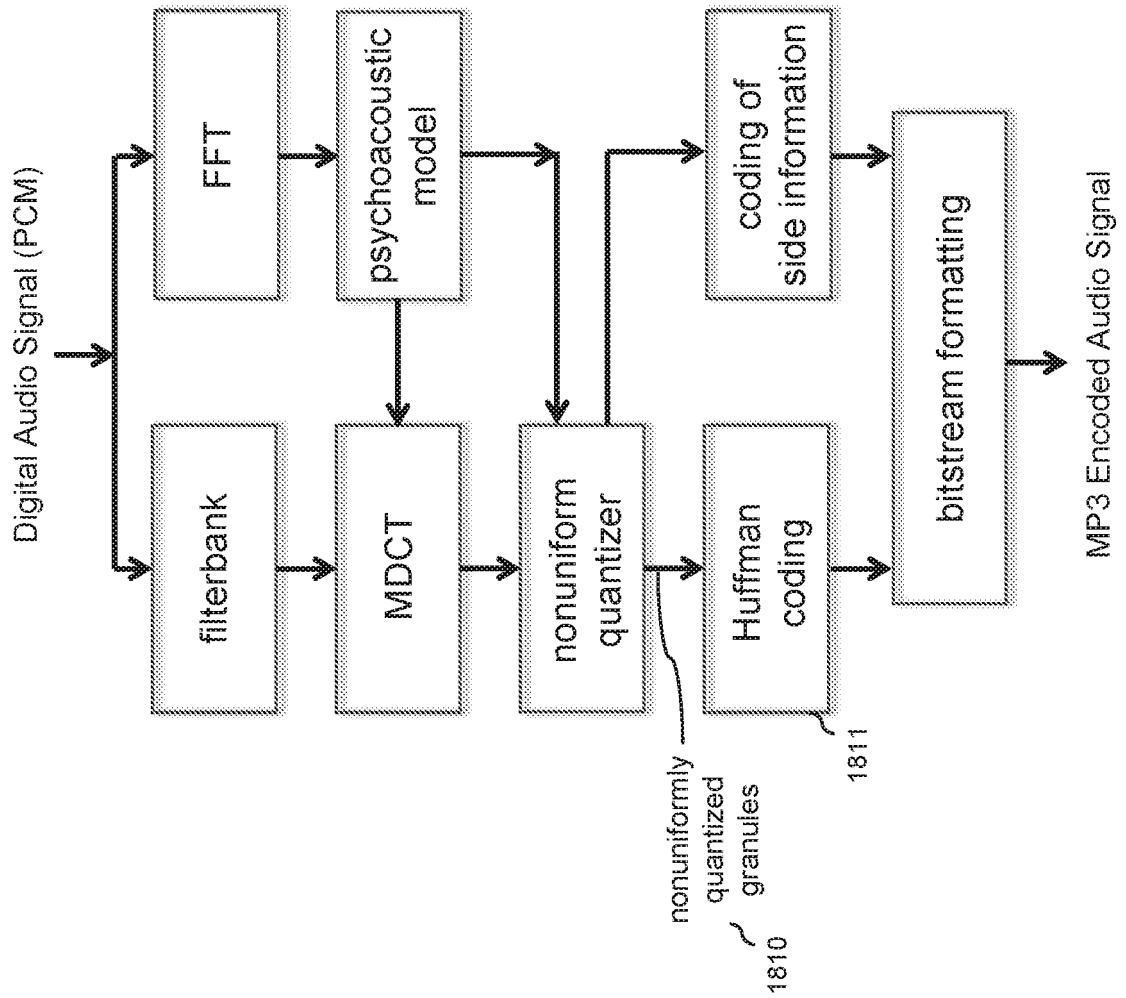 Digital Audio Signal (PCM)
filterbank
FFT
MDCT
psychoacoustic
model
nonuniform
quantizer
nonuniformly
quantized
granules
1810
Huffman
coding
1811
coding of
side information
bitstream formatting
MP3 Encoded Audio Signal